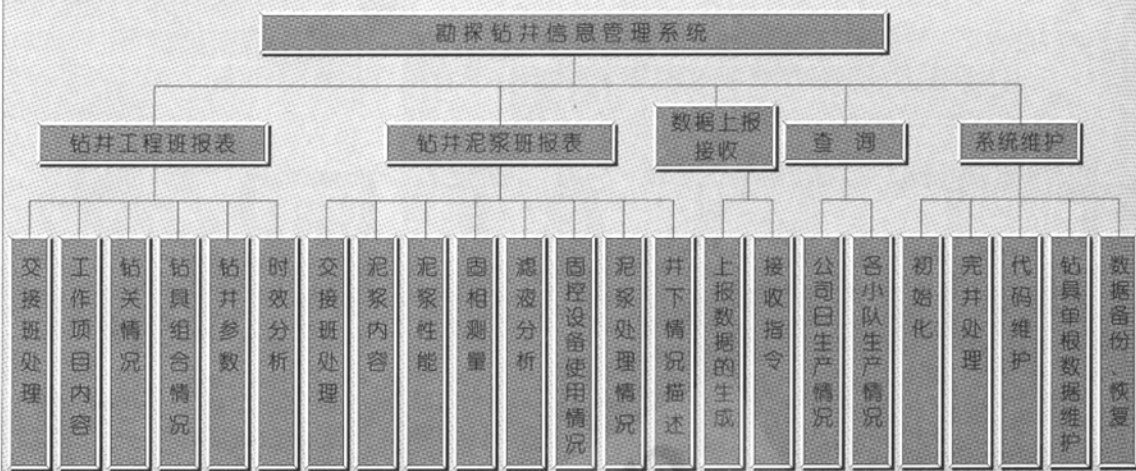 勘探钻井信息管理系统
钻井工程班报表
钻井泥浆班报表
数据上报
接收
查 询
系统维护
交接班处理
工作项目内容
钻关情况
钻具组合情况
钻井参数
时效分析
交接班处理
泥浆内容
泥浆性能
固相测量
滤液分析
固控设备使用情况
泥浆处理情况
井下情况描述
上报数据的生成
接收指令
公司日生产情况
各小队生产情况
初始化
完井处理
代码维护
钻具单根数据维护
数据备份、恢复